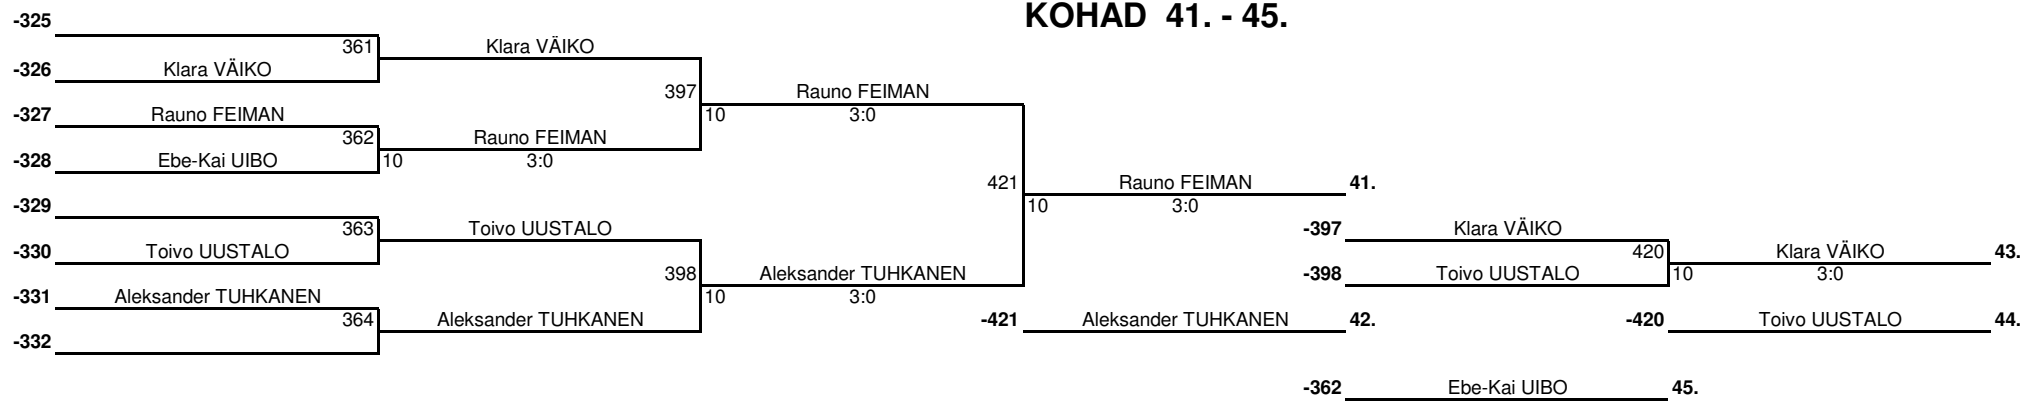 KOHAD 41. - 45.
-325
361 Klara VÄIKO
-326 Klara VÄIKO
397 Rauno FEIMAN
-327 Rauno FEIMAN 10 3:0
362 Rauno FEIMAN
-328 Ebe-Kai UIBO 10 3:0
421 Rauno FEIMAN 41.
-329 10 3:0
363 Toivo UUSTALO -397 Klara VÄIKO
-330 Toivo UUSTALO 420 Klara VÄIKO 43.
398 Aleksander TUHKANEN -398 Toivo UUSTALO 10 3:0
-331 Aleksander TUHKANEN 10 3:0
364 Aleksander TUHKANEN -421 Aleksander TUHKANEN 42. -420 Toivo UUSTALO 44.
-332
-362 Ebe-Kai UIBO 45.